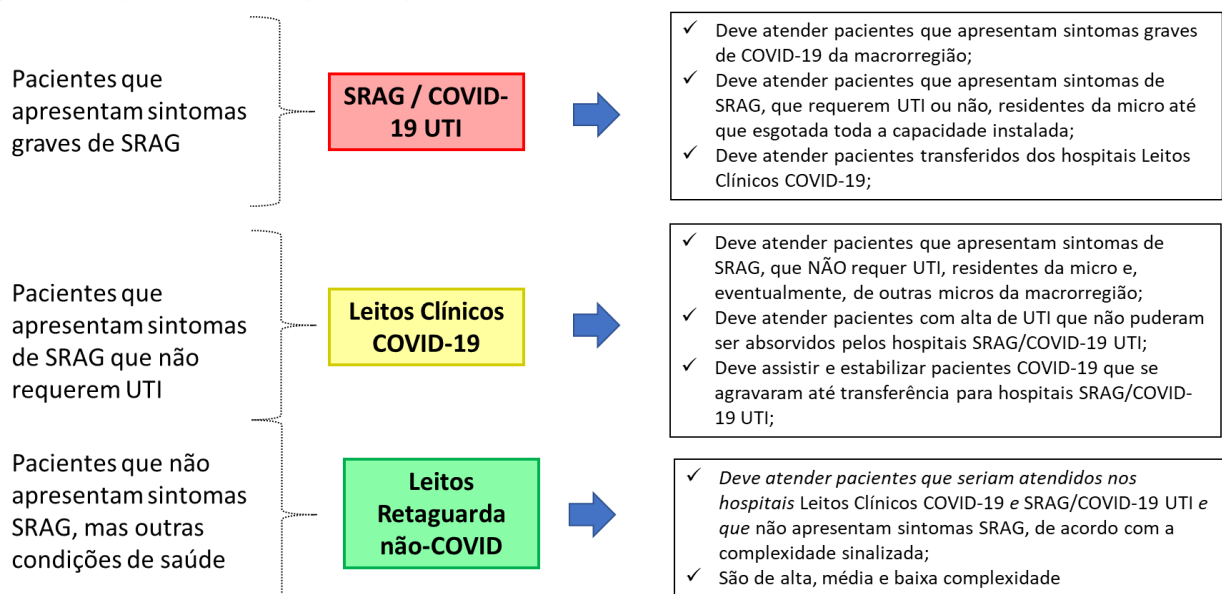 Pacientes que
apresentam sintomas
graves de SRAG
SRAG / COVID-
19 UTI
✓ Deve atender pacientes que apresentam sintomas graves
de COVID-19 da macrorregião;
✓ Deve atender pacientes que apresentam sintomas de
SRAG, que requerem UTI ou não, residentes da micro até
que esgotada toda a capacidade instalada;
✓ Deve atender pacientes transferidos dos hospitais Leitos
Clínicos COVID-19;
Pacientes que
apresentam sintomas
de SRAG que não
requerem UTI
Leitos Clínicos
COVID-19
✓ Deve atender pacientes que apresentam sintomas de
SRAG, que NÃO requer UTI, residentes da micro e,
eventualmente, de outras micros da macrorregião;
✓ Deve atender pacientes com alta de UTI que não puderam
ser absorvidos pelos hospitais SRAG/COVID-19 UTI;
✓ Deve assistir e estabilizar pacientes COVID-19 que se
agravaram até transferência para hospitais SRAG/COVID-
19 UTI;
Pacientes que não
apresentam sintomas
SRAG, mas outras
condições de saúde
Leitos
Retaguarda
não-COVID
✓ Deve atender pacientes que seriam atendidos nos
hospitais Leitos Clínicos COVID-19 e SRAG/COVID-19 UTI e
que não apresentam sintomas SRAG, de acordo com a
complexidade sinalizada;
✓ São de alta, média e baixa complexidade